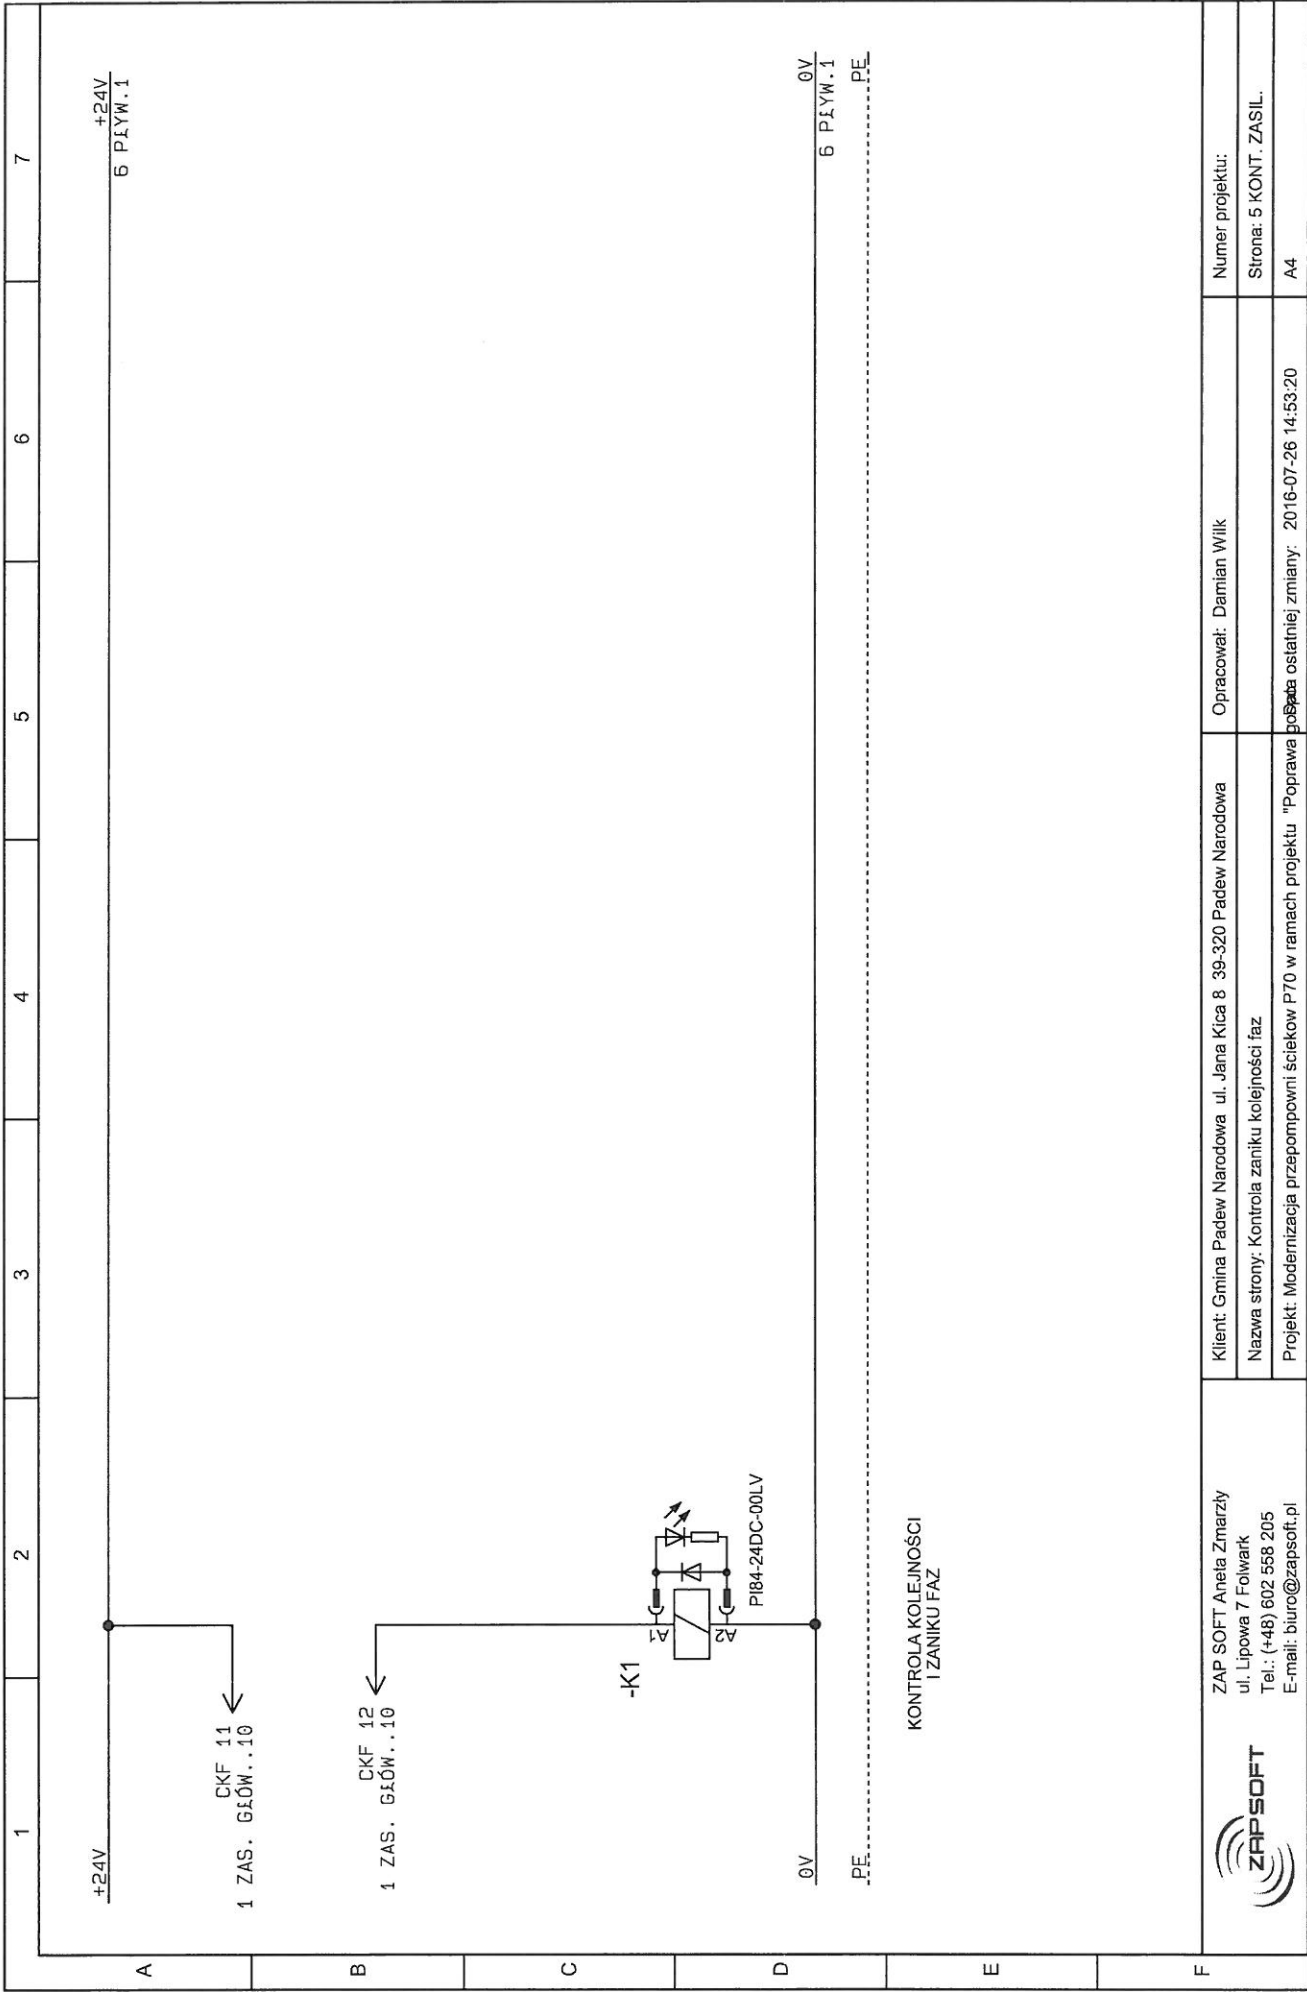 1
2
3
4
5
6
7
A
B
C
D
E
F
+24V
+24V
6 PŁYW.1
CKF 11
1 ZAS. GŁÓW..10
CKF 12
1 ZAS. GŁÓW..10
-K1
A1
A2
PI84-24DC-00LV
0V
0V
6 PŁYW.1
PE
PE
KONTROLA KOLEJNOŚCI
I ZANIKU FAZ
ZAPSOFT
ZAP SOFT Aneta Zmarzły
ul. Lipowa 7 Folwark
Tel.: (+48) 602 558 205
E-mail: biuro@zapsoft.pl
Klient: Gmina Padew Narodowa ul. Jana Kica 8 39-320 Padew Narodowa
Nazwa strony: Kontrola zaniku kolejności faz
Projekt: Modernizacja przepompowni ściekow P70 w ramach projektu "Poprawa
Opracował: Damian Wilk
ostatniej zmiany: 2016-07-26 14:53:20
Numer projektu:
Strona: 5 KONT. ZASIL.
A4